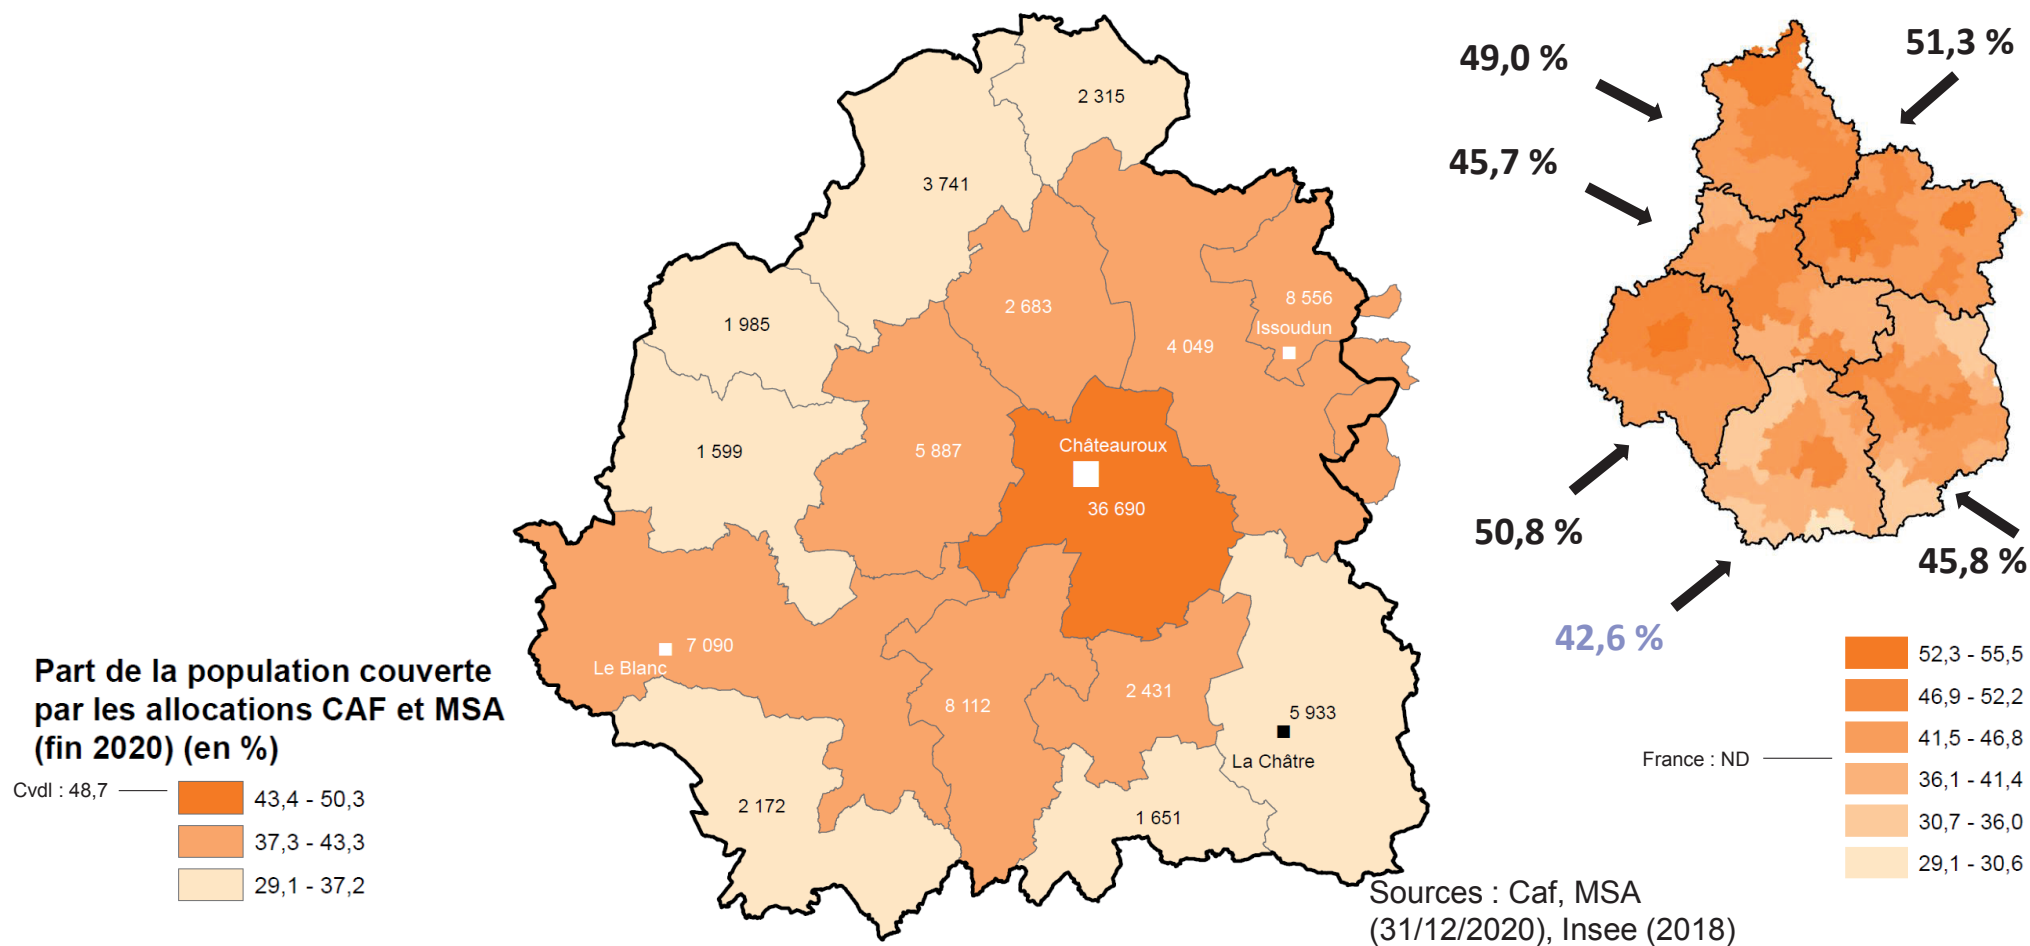 49,0 %
51,3 %
45,7 %
50,8 %
45,8 %
42,6 %
2 315
3 741
8 556
Issoudun
2 683
1 985
4 049
Châteauroux
5 887
1 599
36 690
7 090
Le Blanc
2 431
8 112
5 933
La Châtre
2 172
1 651
Part de la population couverte
par les allocations CAF et MSA
(fin 2020) (en %)
Cvdl : 48,7
43,4 - 50,3
37,3 - 43,3
29,1 - 37,2
52,3 - 55,5
46,9 - 52,2
41,5 - 46,8
France : ND
36,1 - 41,4
30,7 - 36,0
29,1 - 30,6
Sources : Caf, MSA
(31/12/2020), Insee (2018)